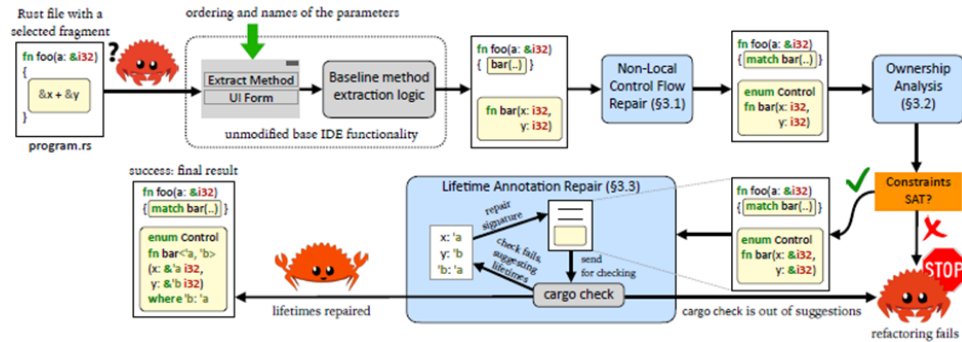 Rust file with a
selected fragment
fn foo(a: &i32)
{
&x + &y
}
program.rs
?
ordering and names of the parameters
Extract Method
UI Form
Baseline method
extraction logic
unmodified base IDE functionality
fn foo(a: &i32)
{ bar(..) }
fn bar(x: i32,
y: i32)
Non-Local
Control Flow
Repair (§3.1)
fn foo(a: &i32)
{ match bar(..) }
enum Control
fn bar(x: i32,
y: i32)
Ownership
Analysis
(§3.2)
Constraints
SAT?
STOP
refactoring fails
fn foo(a: &i32)
{ match bar(..) }
enum Control
fn bar(x: &i32,
y: &i32)
Lifetime Annotation Repair (§3.3)
x: 'a
y: 'b
'b: 'a
repair
signature
check fails,
suggesting
lifetimes
send
for checking
cargo check
cargo check is out of suggestions
lifetimes repaired
success: final result
fn foo(a: &i32)
{ match bar(..) }
enum Control
fn bar<'a, 'b>
(x: &'a i32,
y: &'b i32)
where 'b: 'a